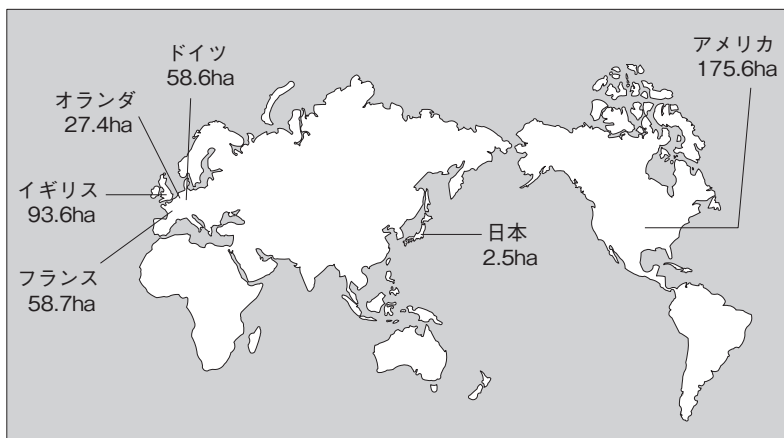 ドイツ
58.6ha
オランダ
27.4ha
イギリス
93.6ha
フランス
58.7ha
日本
2.5ha
アメリカ
175.6ha